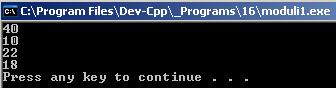 C:\Program Files\Dev-Cpp\_Programs\16\moduli1.exe
40
10
22
18
Press any key to continue . . .